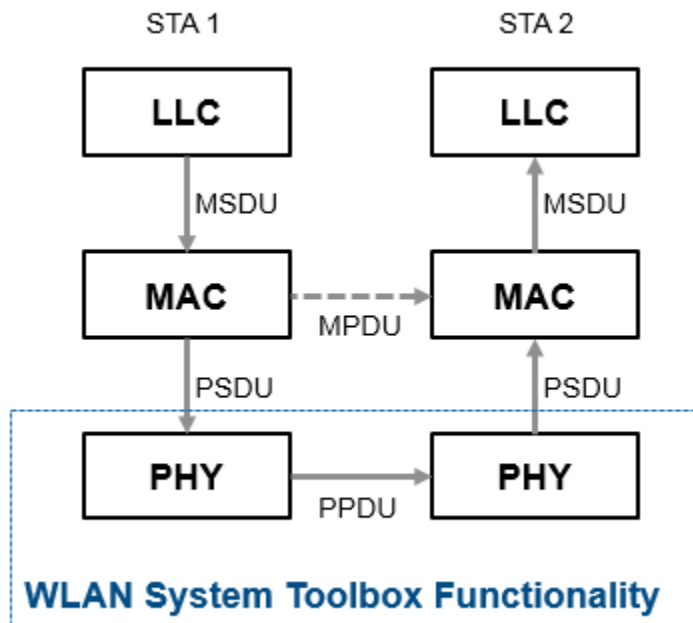 STA 1 STA 2
LLC LLC
MSDU MSDU
MAC MAC
MPDU
PSDU PSDU
PHY PHY
PPDU
WLAN System Toolbox Functionality